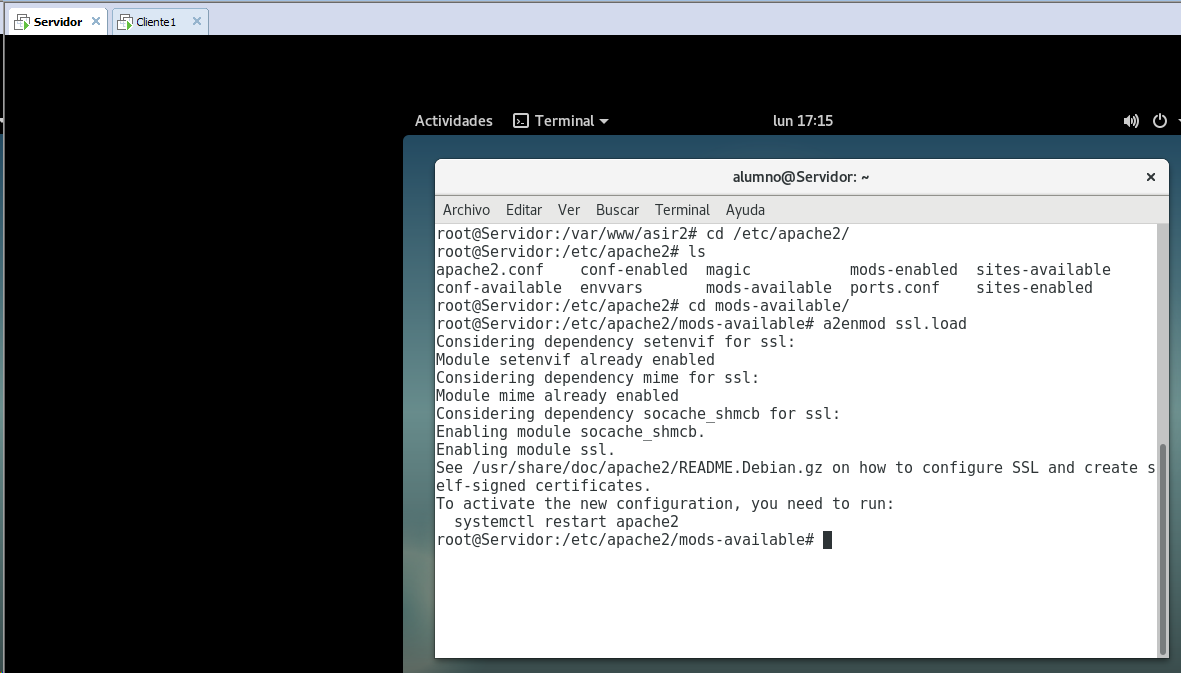 Servidor
Cliente1
Actividades Terminal lun 17:15
alumno@Servidor: ~
Archivo Editar Ver Buscar Terminal Ayuda
root@Servidor:/var/www/asir2# cd /etc/apache2/
root@Servidor:/etc/apache2# ls
apache2.conf conf-enabled magic mods-enabled sites-available
conf-available envvars mods-available ports.conf sites-enabled
root@Servidor:/etc/apache2# cd mods-available/
root@Servidor:/etc/apache2/mods-available# a2enmod ssl.load
Considering dependency setenvif for ssl:
Module setenvif already enabled
Considering dependency mime for ssl:
Module mime already enabled
Considering dependency socache_shmcb for ssl:
Enabling module socache_shmcb.
Enabling module ssl.
See /usr/share/doc/apache2/README.Debian.gz on how to configure SSL and create s
elf-signed certificates.
To activate the new configuration, you need to run:
  systemctl restart apache2
root@Servidor:/etc/apache2/mods-available#